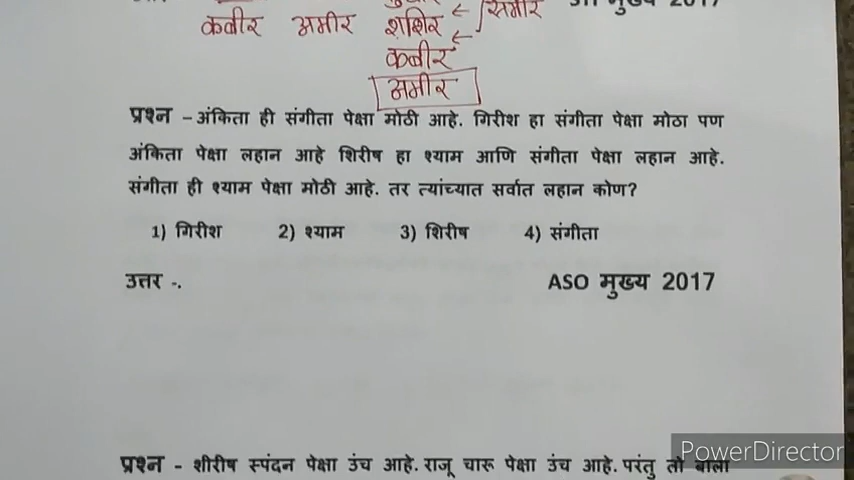 समीर
मुख्य 2017
कबीर अमीर शशिर
कबीर
अमीर
प्रश्न - अंकिता ही संगीता पेक्षा मोठी आहे. गिरीश हा संगीता पेक्षा मोठा पण
अंकिता पेक्षा लहान आहे शिरीष हा श्याम आणि संगीता पेक्षा लहान आहे.
संगीता ही श्याम पेक्षा मोठी आहे. तर त्यांच्यात सर्वात लहान कोण?
1) गिरीश 2) श्याम 3) शिरीष 4) संगीता
उत्तर -. ASO मुख्य 2017
प्रश्न - शीरीष स्पंदन पेक्षा उंच आहे. राजू चारू पेक्षा उंच आहे. परंतु तो बाला
PowerDirector